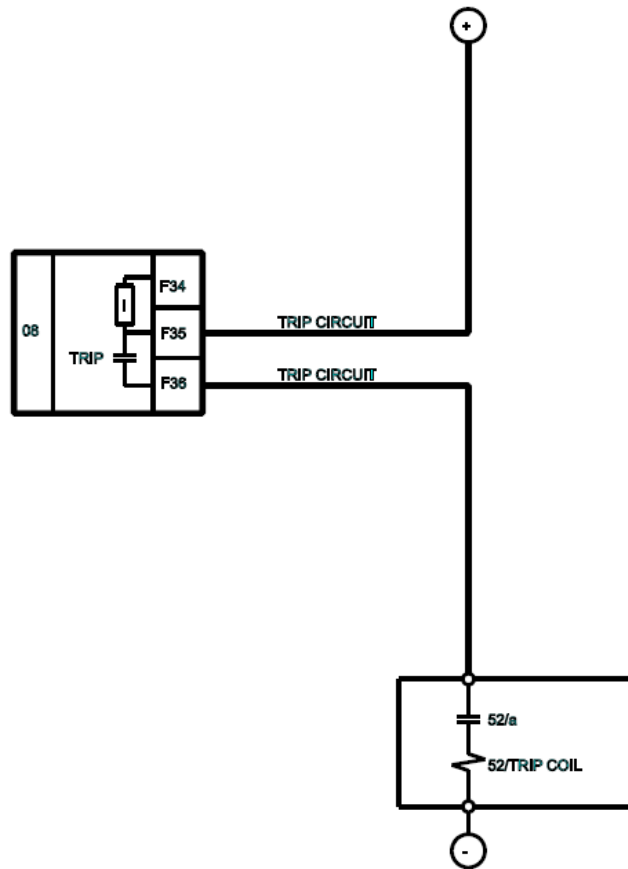 +
F34
08
F35
TRIP CIRCUIT
TRIP
F36
TRIP CIRCUIT
52/a
52/TRIP COIL
-